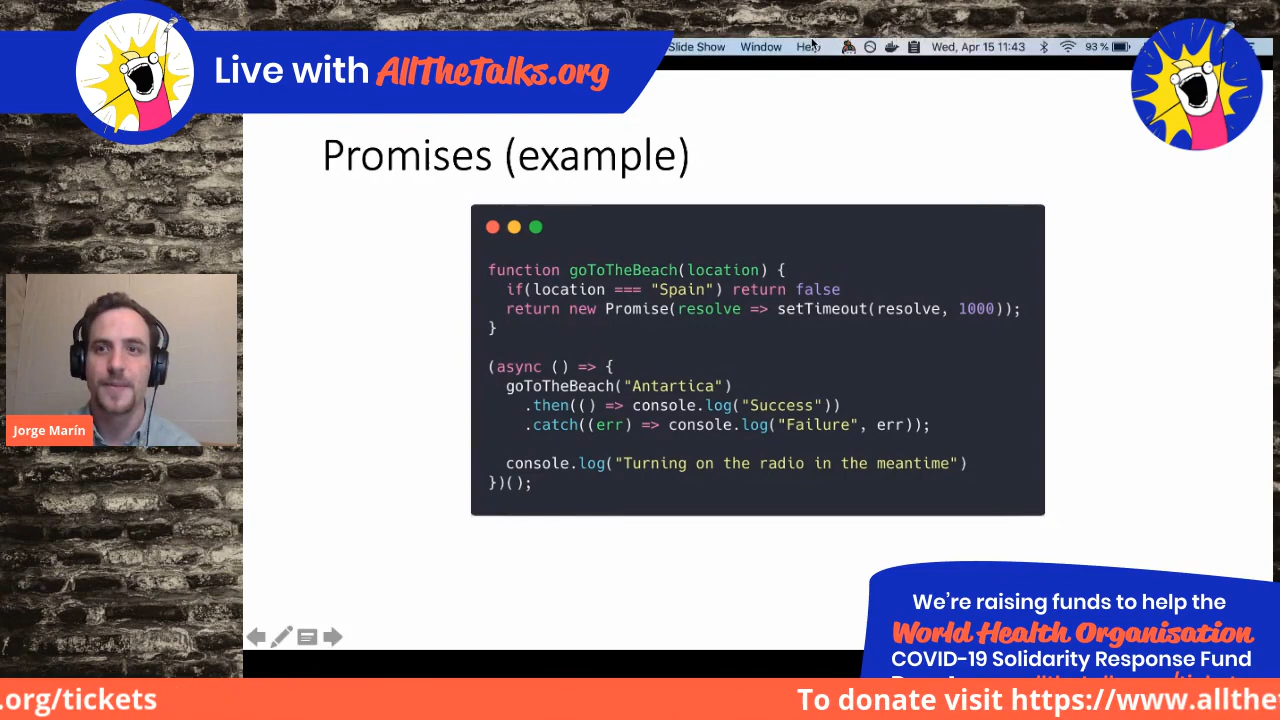 Live with AllTheTalks.org
Slide Show Window Help Wed, Apr 15 11:43 93 %
Promises (example)
function goToTheBeach(location) {
if(location === "Spain") return false
return new Promise(resolve => setTimeout(resolve, 1000));
}
(async () => {
goToTheBeach("Antartica")
.then(() => console.log("Success"))
.catch((err) => console.log("Failure", err));
console.log("Turning on the radio in the meantime")
})();
Jorge Marín
We're raising funds to help the
World Health Organisation
COVID-19 Solidarity Response Fund
.org/tickets To donate visit https://www.allthe